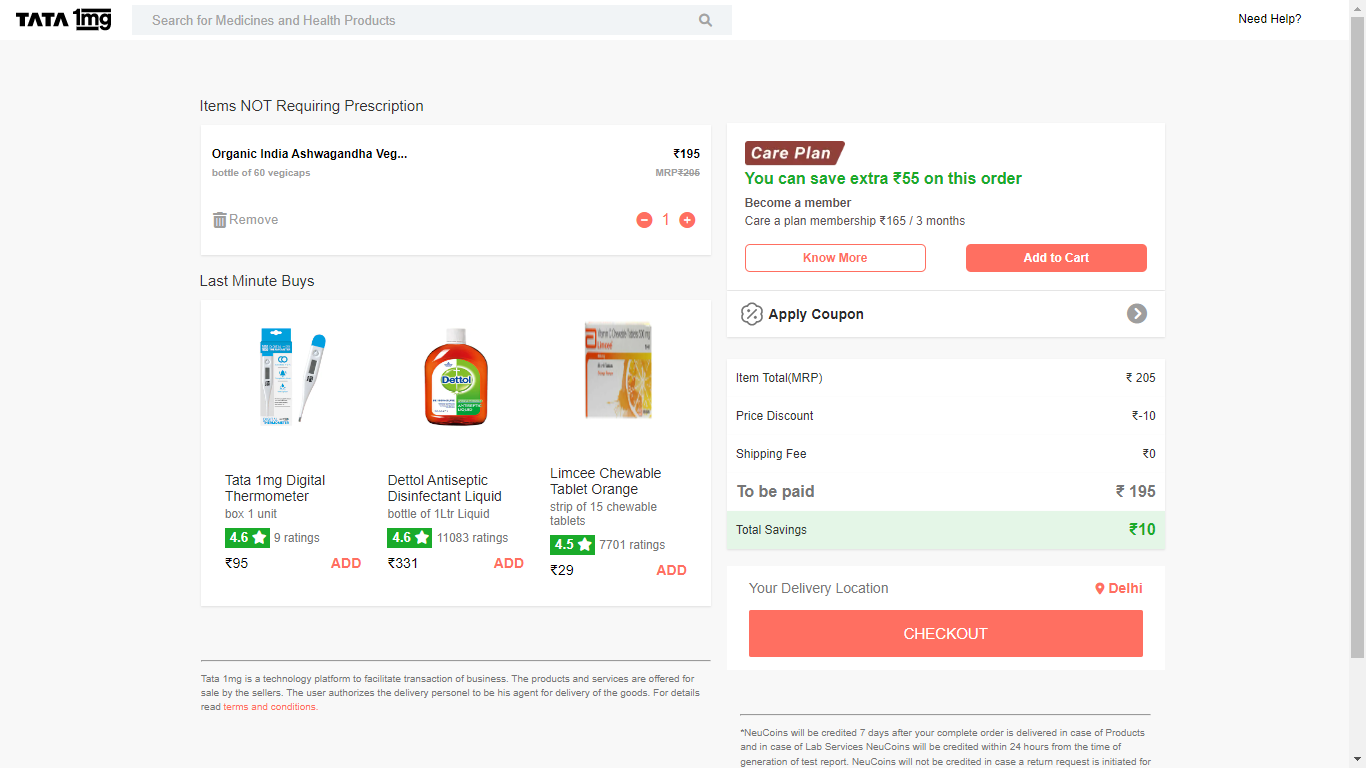 TATA 1mg
Search for Medicines and Health Products
Need Help?
Items NOT Requiring Prescription
Organic India Ashwagandha Veg...
₹195
bottle of 60 vegicaps
MRP₹205
Remove
1
Last Minute Buys
Dettol
Limcee
Tata 1mg Digital
Thermometer
box 1 unit
4.6
9 ratings
₹95
ADD
Dettol Antiseptic
Disinfectant Liquid
bottle of 1Ltr Liquid
4.6
11083 ratings
₹331
ADD
Limcee Chewable
Tablet Orange
strip of 15 chewable
tablets
4.5
7701 ratings
₹29
ADD
Tata 1mg is a technology platform to facilitate transaction of business. The products and services are offered for
sale by the sellers. The user authorizes the delivery personel to be his agent for delivery of the goods. For details
read terms and conditions.
Care Plan
You can save extra ₹55 on this order
Become a member
Care a plan membership ₹165 / 3 months
Know More
Add to Cart
Apply Coupon
Item Total(MRP)
₹ 205
Price Discount
₹-10
Shipping Fee
₹0
To be paid
₹ 195
Total Savings
₹10
Your Delivery Location
Delhi
CHECKOUT
*NeuCoins will be credited 7 days after your complete order is delivered in case of Products
and in case of Lab Services NeuCoins will be credited within 24 hours from the time of
generation of test report. NeuCoins will not be credited in case a return request is initiated for